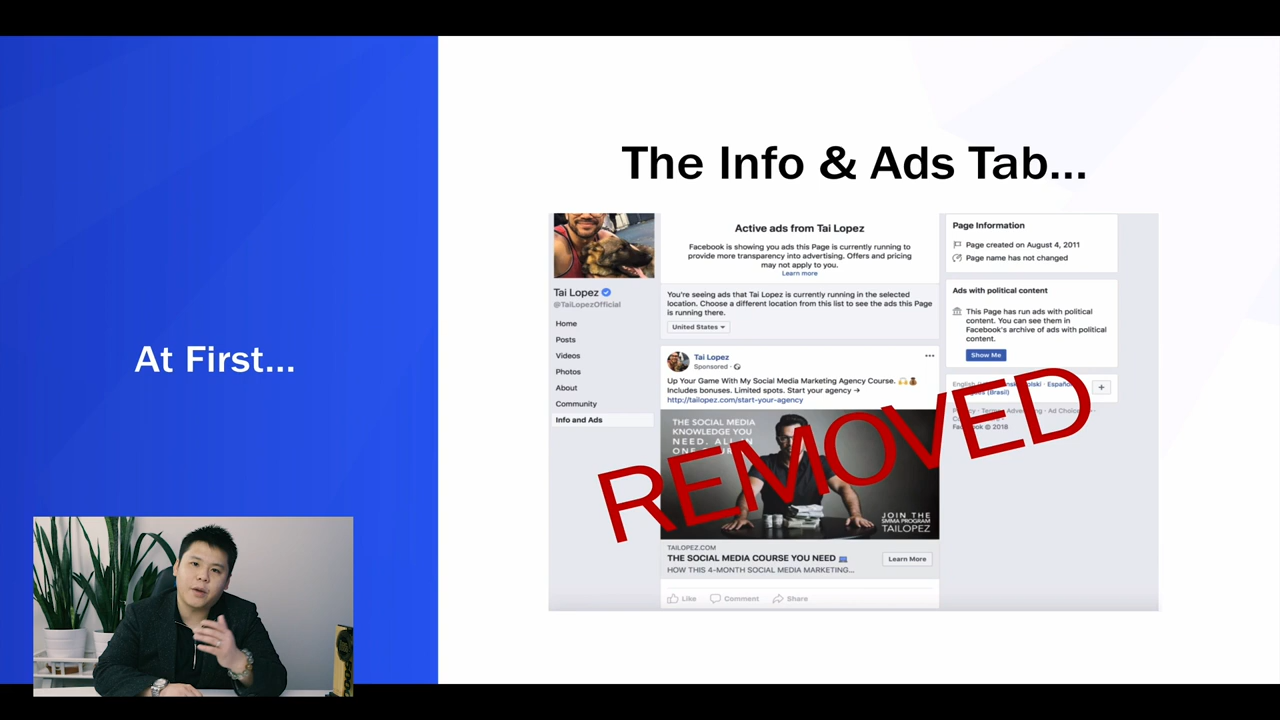 At First...
The Info & Ads Tab...
Tai Lopez
@TaiLopezOfficial
Home
Posts
Videos
Photos
About
Community
Info and Ads
Active ads from Tai Lopez
Facebook is showing you ads this Page is currently running to
provide more transparency into advertising. Offers and pricing
may not apply to you.
Learn more
You're seeing ads that Tai Lopez is currently running in the selected
location. Choose a different location from this list to see the ads this Page
is running there.
United States
Tai Lopez
Sponsored ·
Up Your Game With My Social Media Marketing Agency Course.
Includes bonuses. Limited spots. Start your agency →
http://tailopez.com/start-your-agency
THE SOCIAL MEDIA
KNOWLEDGE YOU
NEED. ALL IN
JOIN THE
SMMA PROGRAM
TAILOPEZ
TAILOPEZ.COM
THE SOCIAL MEDIA COURSE YOU NEED
HOW THIS 4-MONTH SOCIAL MEDIA MARKETING...
Learn More
Like Comment Share
Page Information
Page created on August 4, 2011
Page name has not changed
Ads with political content
This Page has run ads with political
content. You can see them in
Facebook's archive of ads with political
content.
Show Me
English Español
(Brasil)
+
Privacy Ad Choices
Facebook © 2018
REMOVED